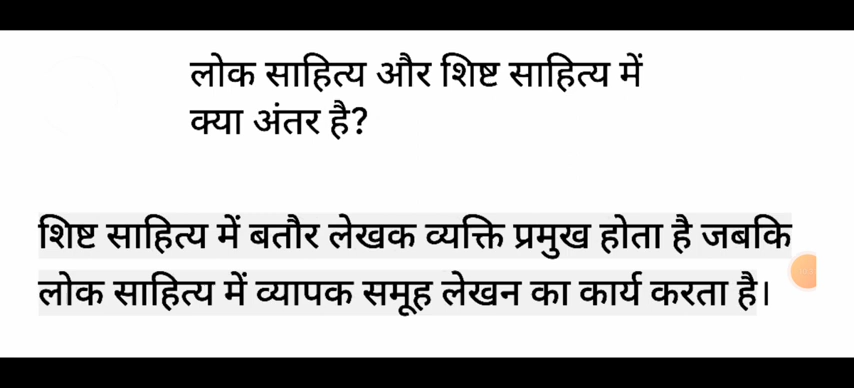 लोक साहित्य और शिष्ट साहित्य में
क्या अंतर है?
शिष्ट साहित्य में बतौर लेखक व्यक्ति प्रमुख होता है जबकि
लोक साहित्य में व्यापक समूह लेखन का कार्य करता है।